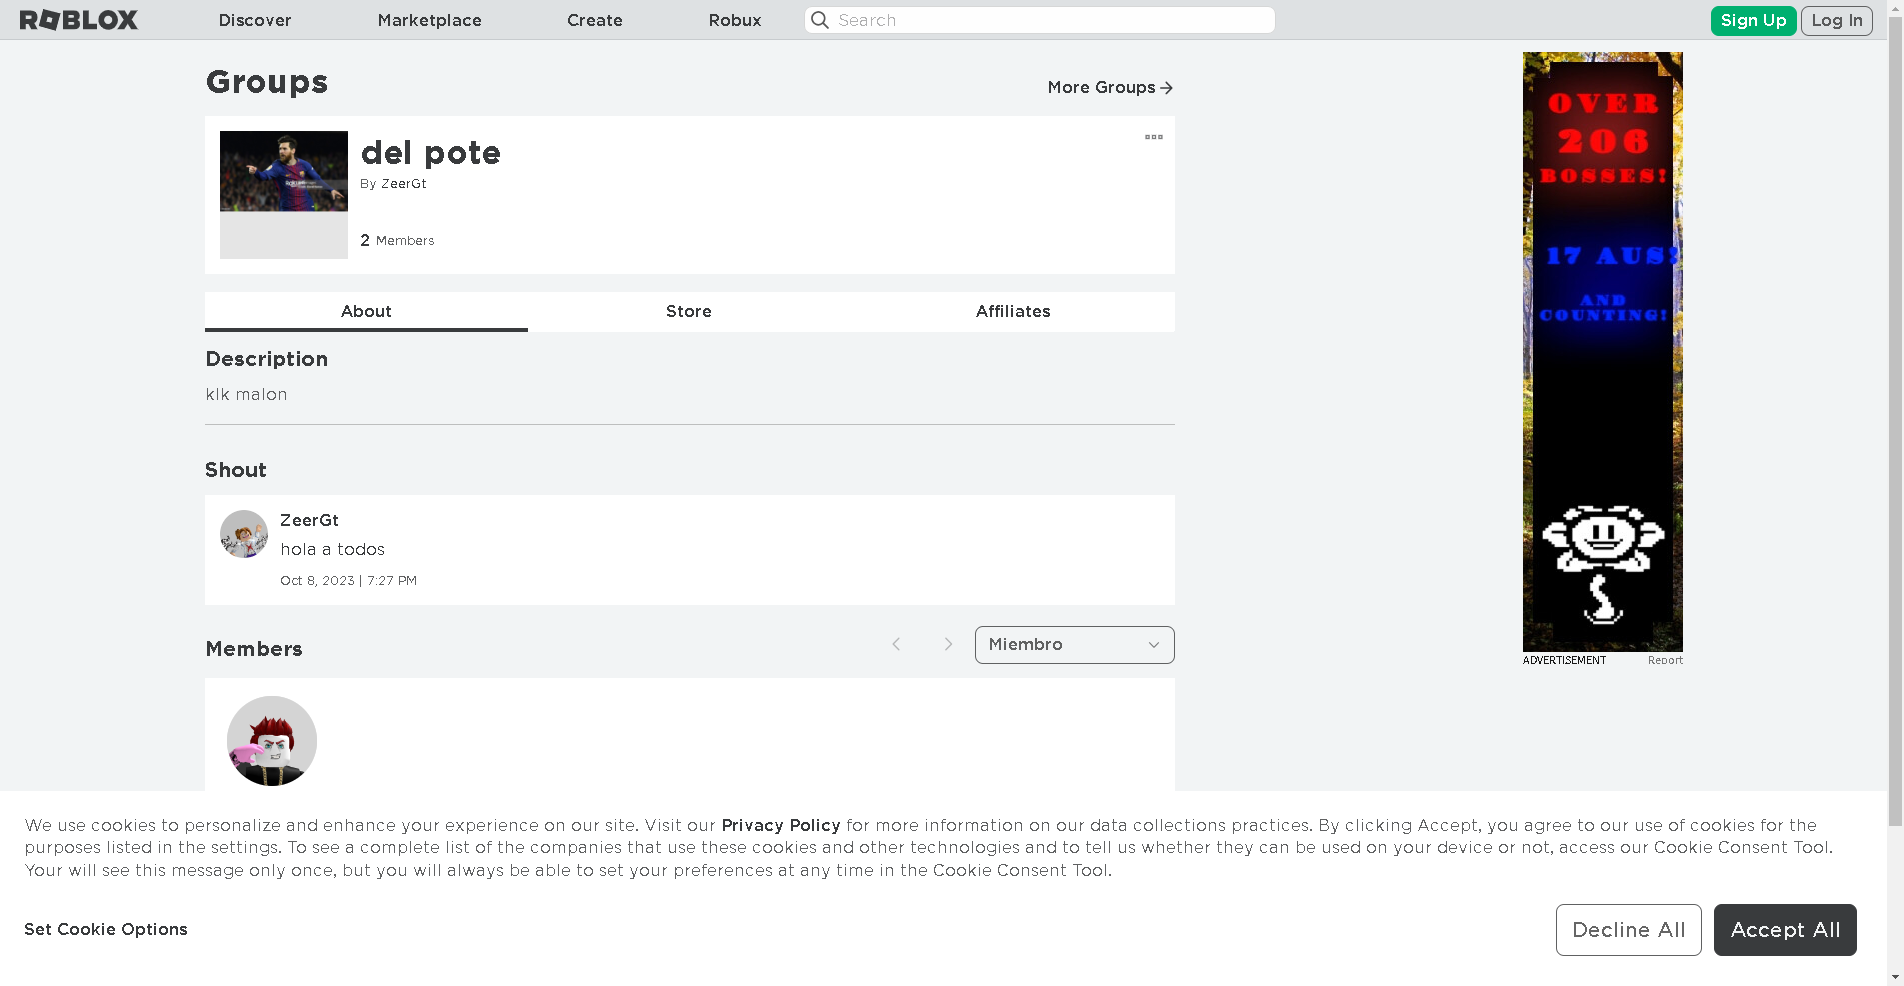 ROBLOX
Discover
Marketplace
Create
Robux
Search
Sign Up
Log In
Groups
More Groups
del pote
By ZeerGt
2 Members
About
Store
Affiliates
Description
klk malon
Shout
ZeerGt
hola a todos
Oct 8, 2023 | 7:27 PM
Members
Miembro
OVER
206
BOSSES!
17 AUS!
AND
COUNTING!
ADVERTISEMENT
Report
We use cookies to personalize and enhance your experience on our site. Visit our Privacy Policy for more information on our data collections practices. By clicking Accept, you agree to our use of cookies for the
purposes listed in the settings. To see a complete list of the companies that use these cookies and other technologies and to tell us whether they can be used on your device or not, access our Cookie Consent Tool.
Your will see this message only once, but you will always be able to set your preferences at any time in the Cookie Consent Tool.
Set Cookie Options
Decline All
Accept All